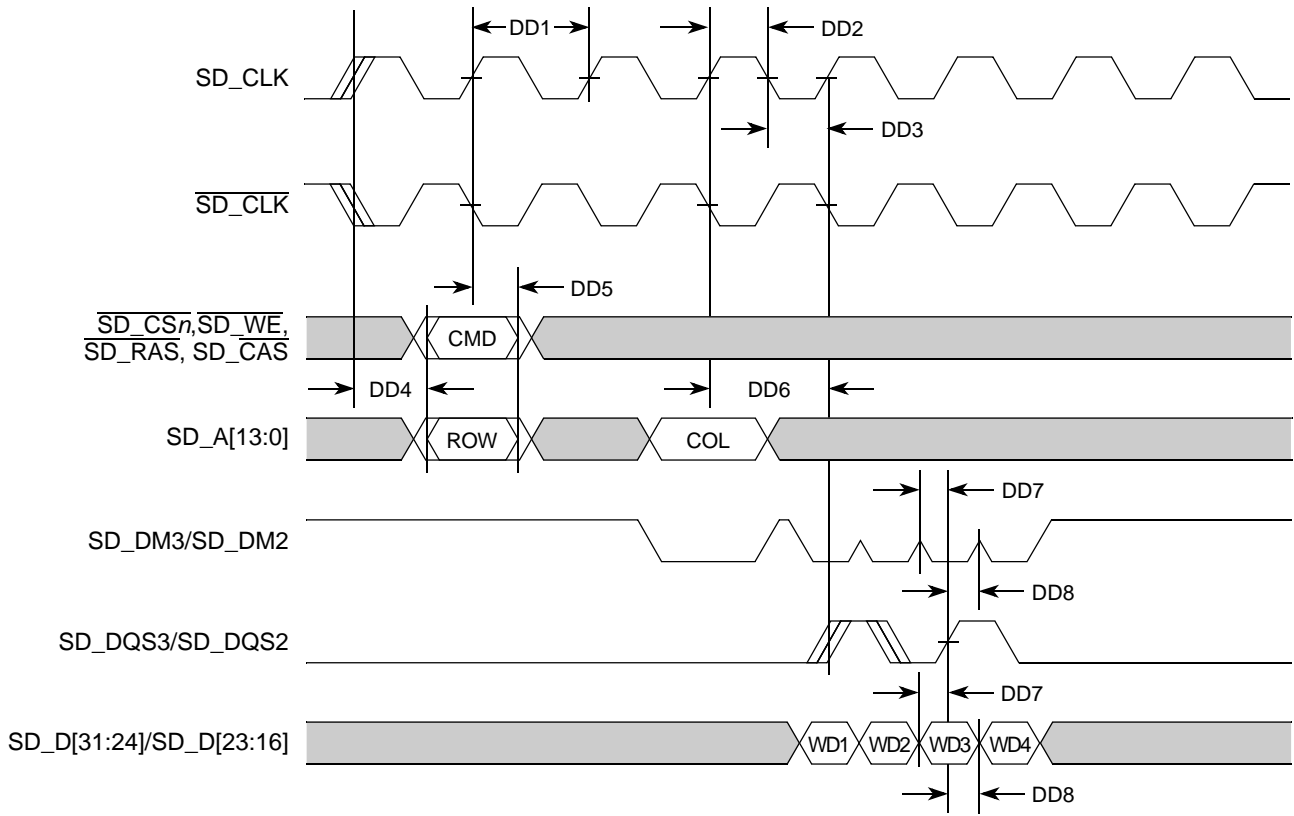 DD1
DD2
SD_CLK
DD3
SD_CLK
DD5
SD_CSn,SD_WE,
SD_RAS, SD_CAS
CMD
DD4
DD6
SD_A[13:0]
ROW
COL
DD7
SD_DM3/SD_DM2
DD8
SD_DQS3/SD_DQS2
DD7
SD_D[31:24]/SD_D[23:16]
WD1
WD2
WD3
WD4
DD8